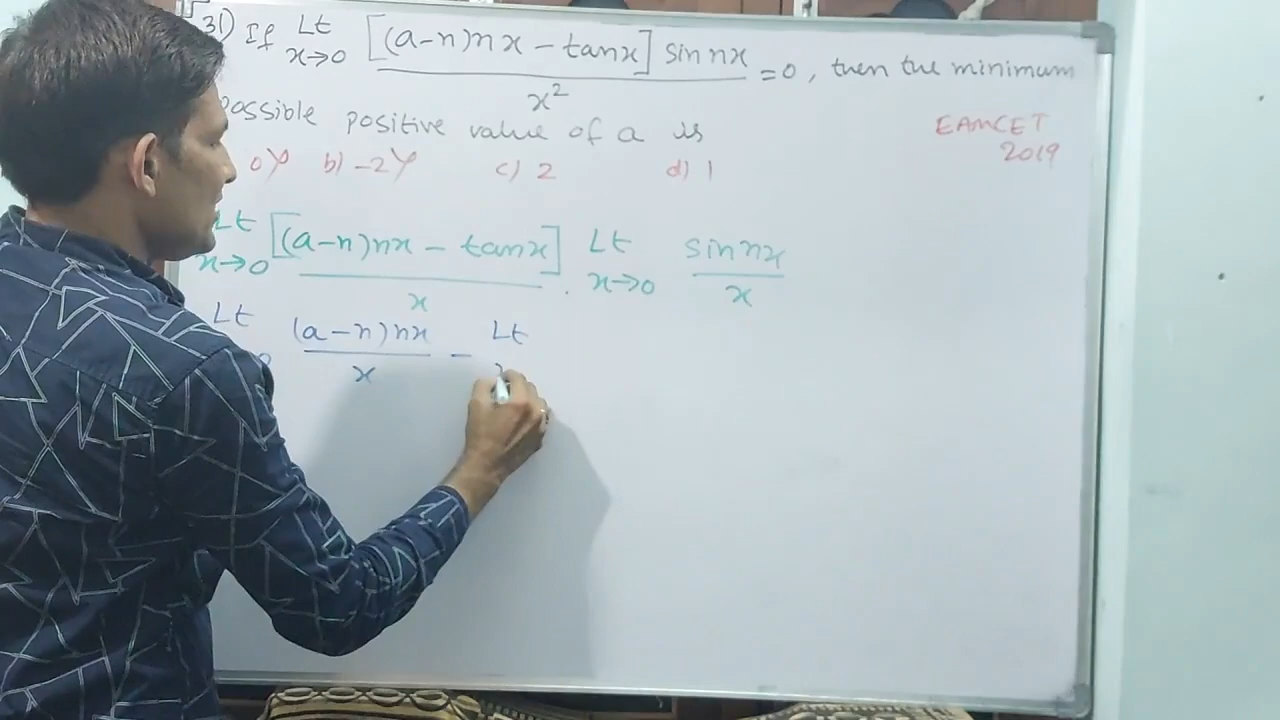 31) If Lt x→0 [(a-n)nx - tanx] sin nx / x² = 0, then the minimum
possible positive value of a is
EAMCET
2019
0 b) -2 c) 2 d) 1
Lt x→0 [(a-n)nx - tanx] / x . Lt x→0 sin nx / x
Lt (a-n)nx / x - Lt